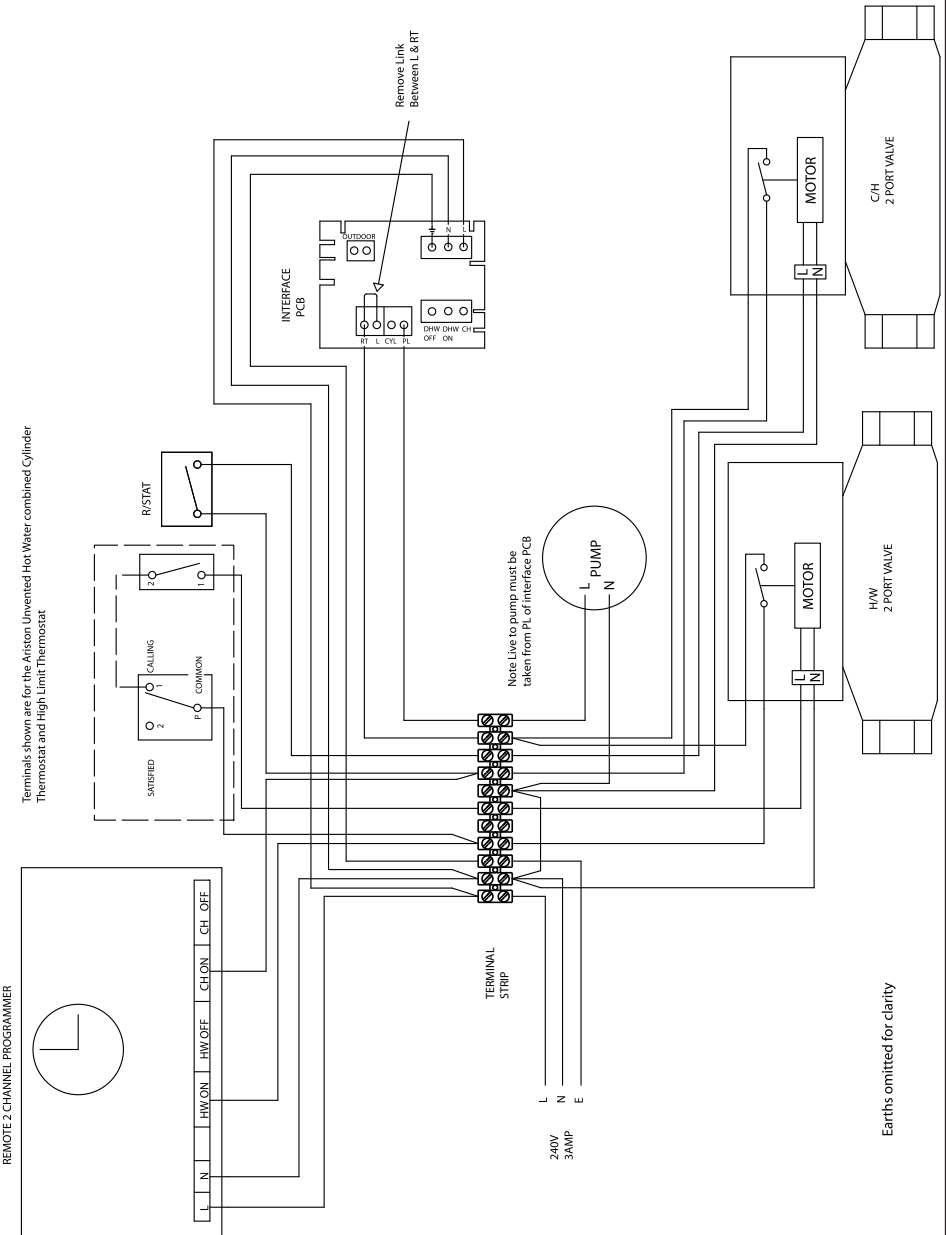 REMOTE 2 CHANNEL PROGRAMMER
L
N
HW ON
HW OFF
CH ON
CH OFF
Terminals shown are for the Ariston Unvented Hot Water combined Cylinder
Thermostat and High Limit Thermostat
SATISFIED
2
P
1
COMMON
CALLING
2
1
R/STAT
INTERFACE
PCB
OUTDOOR
N
L
RT
L
CYL
PL
DHW
OFF
DHW
ON
CH
Remove Link
Between L & RT
TERMINAL
STRIP
240V
3AMP
L
N
E
Note Live to pump must be
taken from PL of interface PCB
L
N
PUMP
L
N
MOTOR
H/W
2 PORT VALVE
L
N
MOTOR
C/H
2 PORT VALVE
Earths omitted for clarity